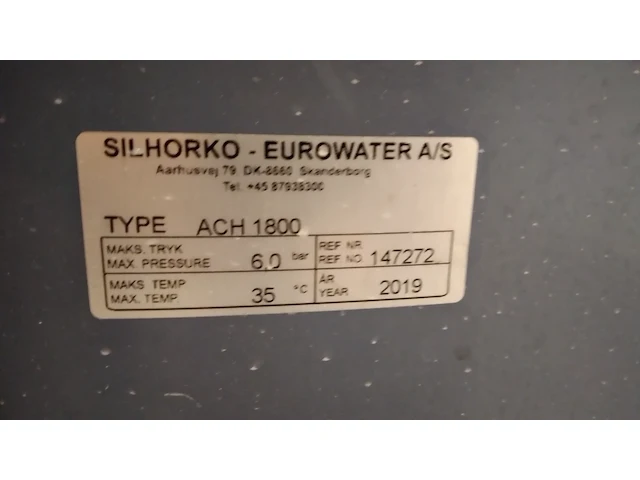 SILHORKO - EUROWATER A/S
Aarhusvej 79, DK-8660 Skanderborg
Tel. +45 87938300
TYPE ACH 1800
MAKS. TRYK
MAX. PRESSURE 6,0 bar
REF NR.
REF NO. 147272
MAKS TEMP
MAX. TEMP. 35 °C
ÅR
YEAR 2019